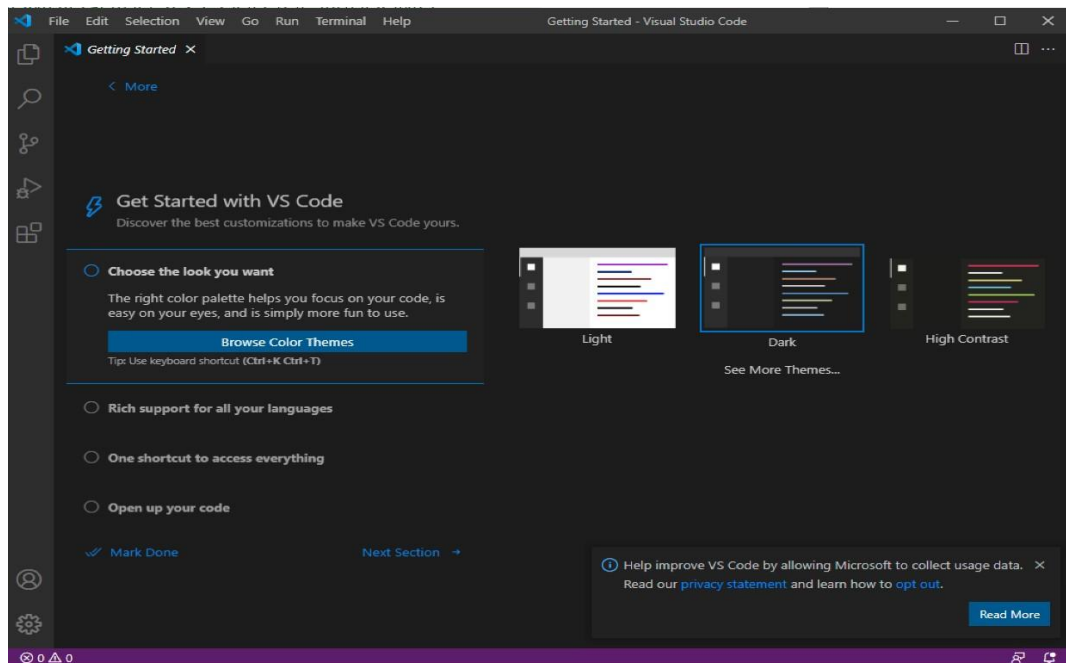 File Edit Selection View Go Run Terminal Help
Getting Started - Visual Studio Code
Getting Started
More
Get Started with VS Code
Discover the best customizations to make VS Code yours.
Choose the look you want
The right color palette helps you focus on your code, is
easy on your eyes, and is simply more fun to use.
Browse Color Themes
Tip: Use keyboard shortcut (Ctrl+K Ctrl+T)
Light
Dark
High Contrast
See More Themes...
Rich support for all your languages
One shortcut to access everything
Open up your code
Mark Done
Next Section
Help improve VS Code by allowing Microsoft to collect usage data.
Read our privacy statement and learn how to opt out.
Read More
0 0